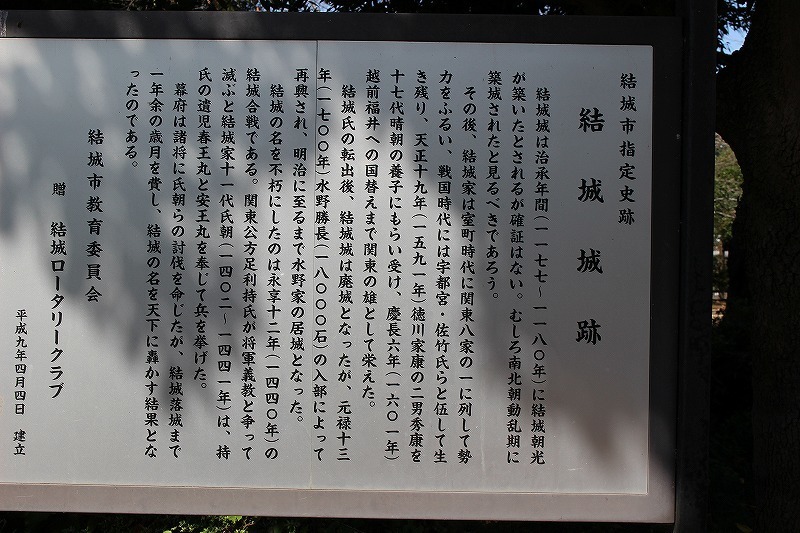 結城市指定史跡
結城城跡
結城城は治承年間(一一七七～一一八〇年)に結城朝光
が築いたとされるが確証はない。むしろ南北朝動乱期に
築城されたと見るべきであろう。
その後、結城家は室町時代に関東八家の一に列して勢
力をふるい、戦国時代には宇都宮・佐竹氏らと伍して生
き残り、天正十九年(一五九一年)徳川家康の二男秀康を
十七代晴朝の養子にもらい受け、慶長六年(一六〇一年)
越前福井への国替えまで関東の雄として栄えた。
結城氏の転出後、結城城は廃城となったが、元禄十三
年(一七〇〇年)水野勝長(一八〇〇〇石)の入部によって
再興され、明治に至るまで水野家の居城となった。
結城の名を不朽にしたのは永享十二年(一四四〇年)の
結城合戦である。関東公方足利持氏が将軍義教と争って
滅ぶと結城家十一代氏朝(一四〇二～一四四一年)は、持
氏の遺児春王丸と安王丸を奉じて兵を挙げた。
幕府は諸将に氏朝らの討伐を命じたが、結城落城まで
一年余の歳月を費し、結城の名を天下に轟かす結果とな
ったのである。
結城市教育委員会
贈 結城ロータリークラブ
平成九年四月四日 建立